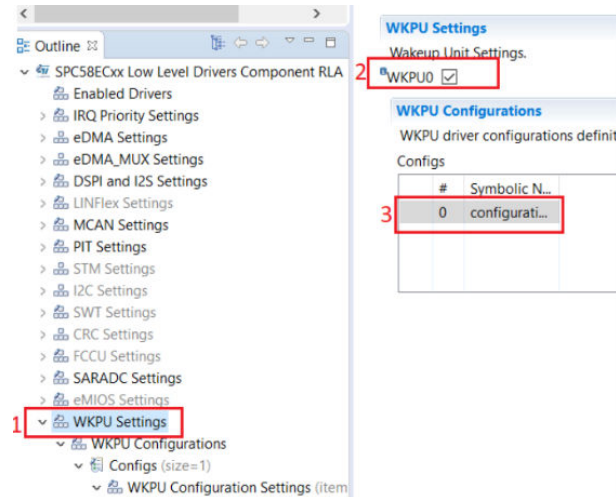 Outline
SPC58ECxx Low Level Drivers Component RLA
Enabled Drivers
IRQ Priority Settings
eDMA Settings
eDMA_MUX Settings
DSPI and I2S Settings
LINFlex Settings
MCAN Settings
PIT Settings
STM Settings
I2C Settings
SWT Settings
CRC Settings
FCCU Settings
SARADC Settings
eMIOS Settings
1 WKPU Settings
WKPU Configurations
Configs (size=1)
WKPU Configuration Settings (item
WKPU Settings
Wakeup Unit Settings.
2 WKPU0
WKPU Configurations
WKPU driver configurations definit
Configs
# Symbolic N...
3 0 configurati...